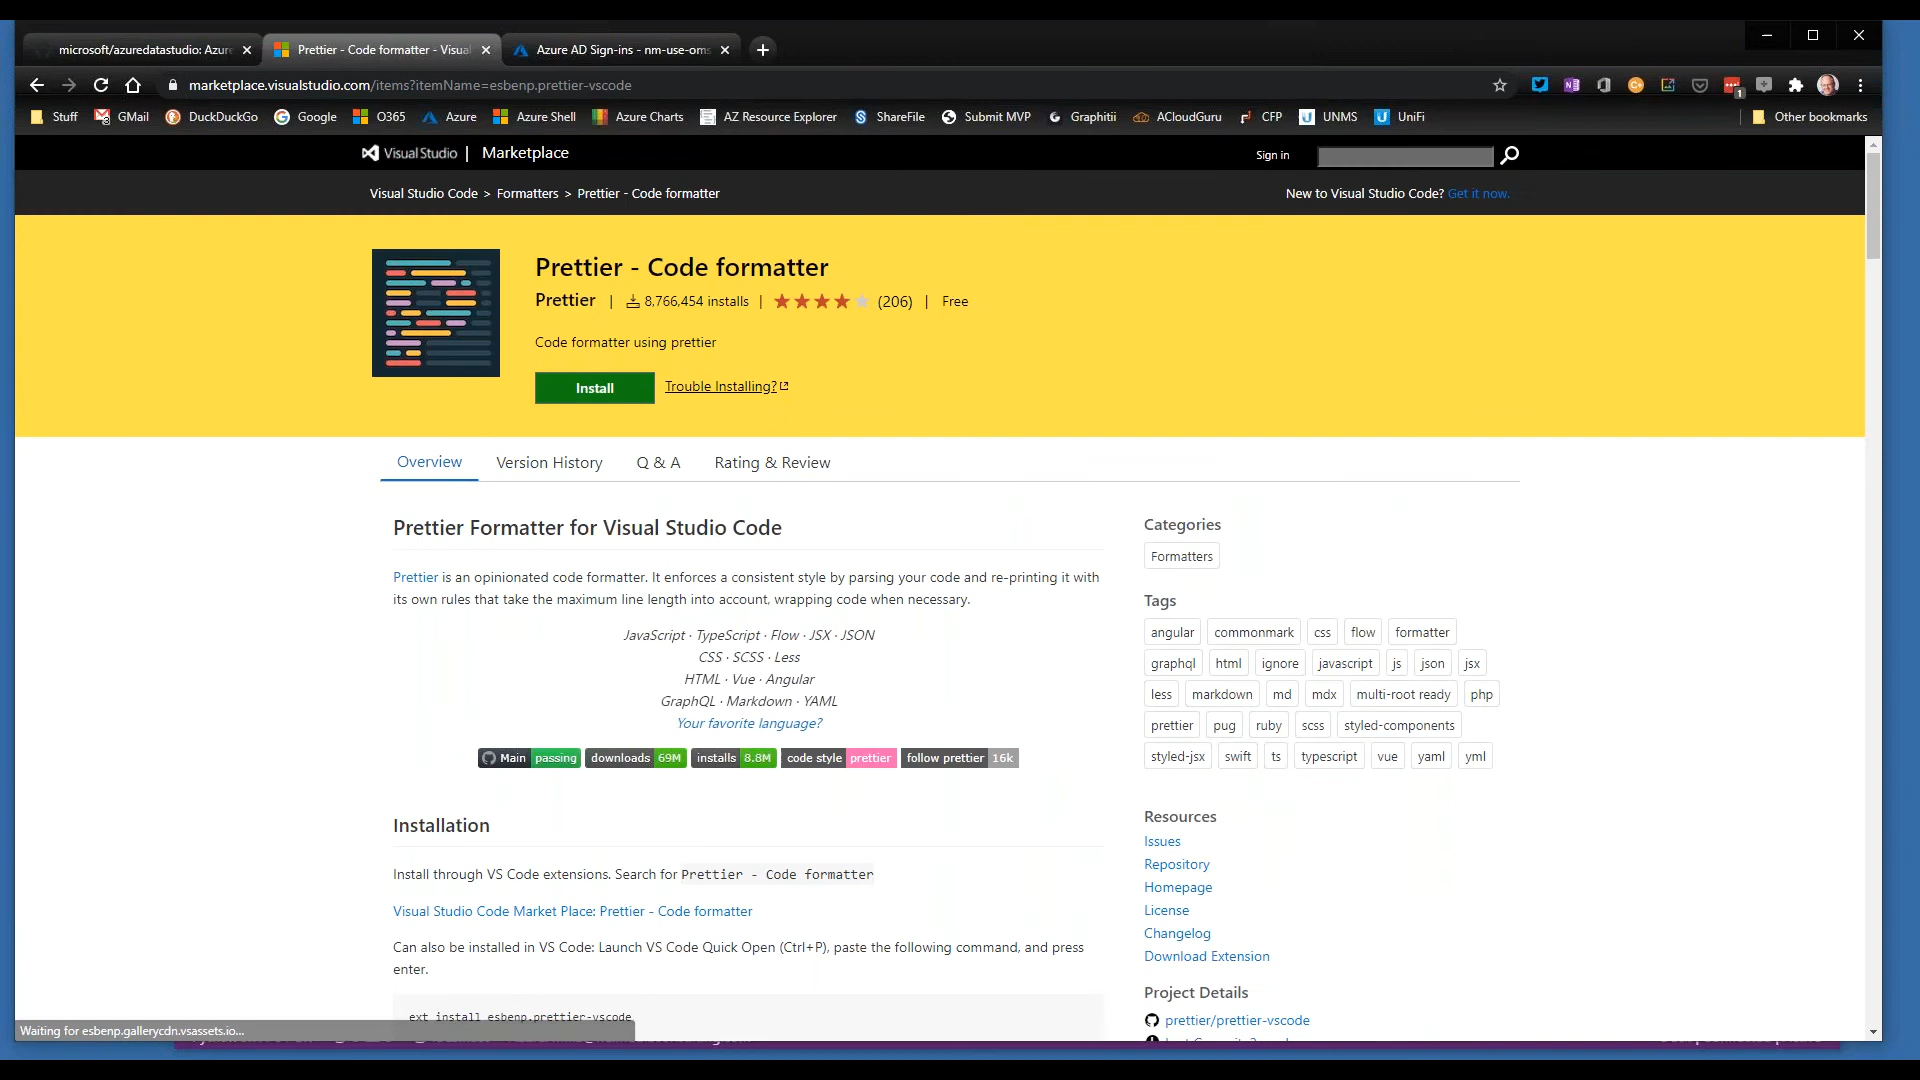 microsoft/azuredatastudio: Azure
Prettier - Code formatter - Visual
Azure AD Sign-ins - nm-use-oms
marketplace.visualstudio.com/items?itemName=esbenp.prettier-vscode
1
Stuff GMail DuckDuckGo Google O365 Azure Azure Shell Azure Charts AZ Resource Explorer ShareFile Submit MVP Graphitii ACloudGuru CFP UNMS UniFi Other bookmarks
Visual Studio | Marketplace
Sign in
Visual Studio Code > Formatters > Prettier - Code formatter
New to Visual Studio Code? Get it now.
Prettier - Code formatter
Prettier | 8,766,454 installs | (206) | Free
Code formatter using prettier
Install Trouble Installing?
Overview Version History Q & A Rating & Review
Prettier Formatter for Visual Studio Code
Prettier is an opinionated code formatter. It enforces a consistent style by parsing your code and re-printing it with
its own rules that take the maximum line length into account, wrapping code when necessary.
JavaScript · TypeScript · Flow · JSX · JSON
CSS · SCSS · Less
HTML · Vue · Angular
GraphQL · Markdown · YAML
Your favorite language?
Main passing downloads 69M installs 8.8M code style prettier follow prettier 16k
Installation
Install through VS Code extensions. Search for Prettier - Code formatter
Visual Studio Code Market Place: Prettier - Code formatter
Can also be installed in VS Code: Launch VS Code Quick Open (Ctrl+P), paste the following command, and press
enter.
ext install esbenp.prettier-vscode
Categories
Formatters
Tags
angular commonmark css flow formatter
graphql html ignore javascript js json jsx
less markdown md mdx multi-root ready php
prettier pug ruby scss styled-components
styled-jsx swift ts typescript vue yaml yml
Resources
Issues
Repository
Homepage
License
Changelog
Download Extension
Project Details
prettier/prettier-vscode
Waiting for esbenp.gallerycdn.vsassets.io...